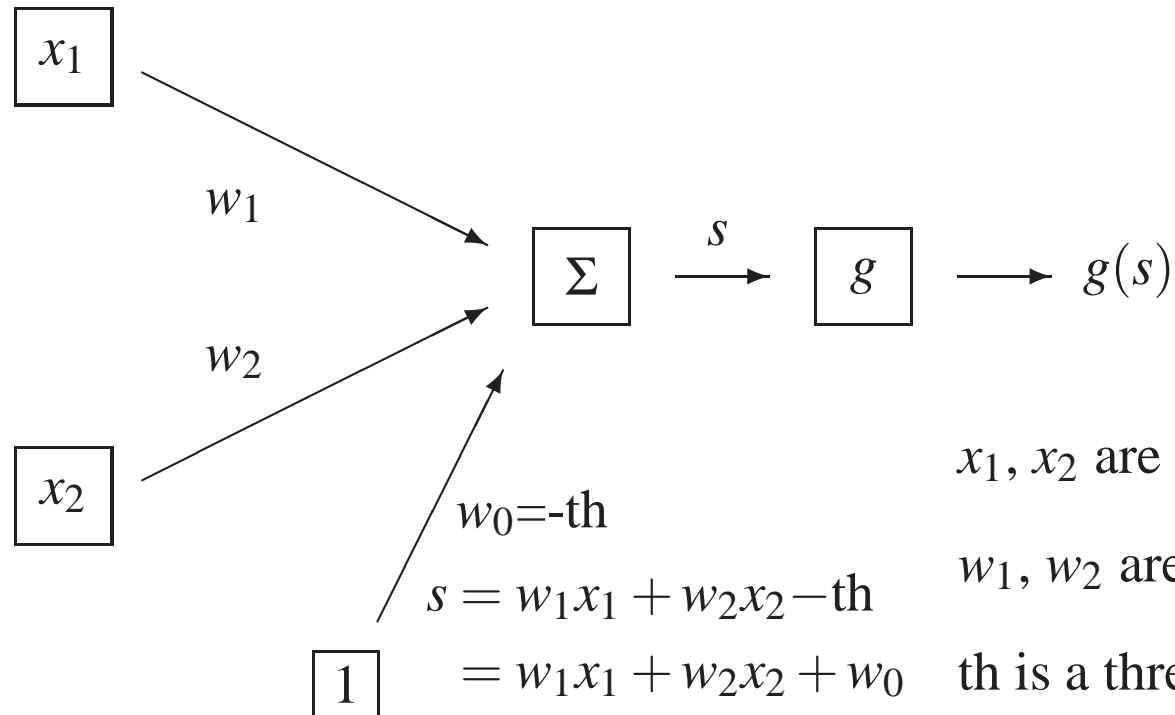 x₁
w₁
s
Σ
g
g(s)
w₂
x₂
x₁, x₂ are
w₀=-th
w₁, w₂ are
s = w₁x₁ + w₂x₂−th
1
= w₁x₁ + w₂x₂ + w₀
th is a thre